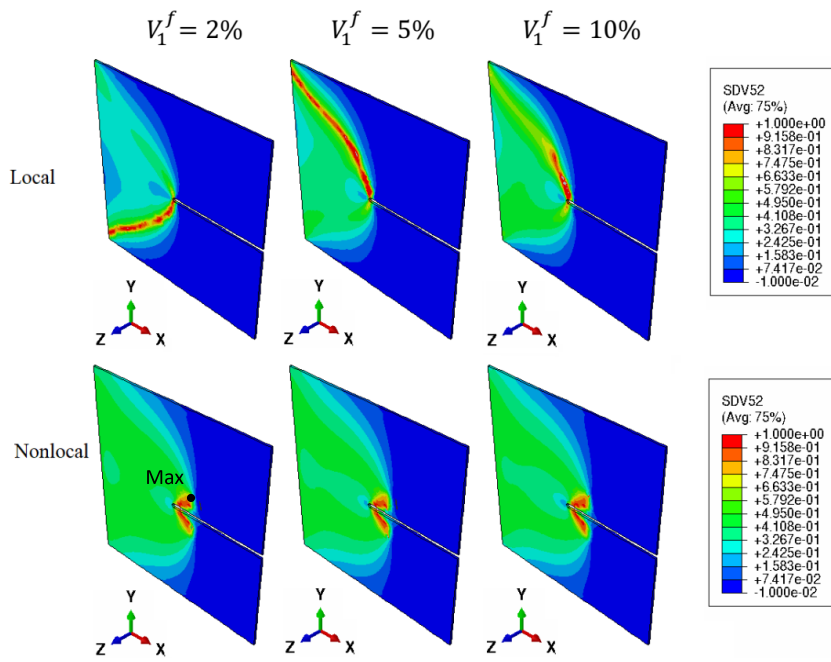 V₁ᶠ = 2% V₁ᶠ = 5% V₁ᶠ = 10%
SDV52
(Avg: 75%)
+1.000e+00
+9.158e-01
+8.317e-01
+7.475e-01
+6.633e-01
+5.792e-01
+4.950e-01
+4.108e-01
+3.267e-01
+2.425e-01
+1.583e-01
+7.417e-02
-1.000e-02
Local
Y Y Y
Z X Z X Z X
SDV52
(Avg: 75%)
+1.000e+00
+9.158e-01
+8.317e-01
+7.475e-01
+6.633e-01
+5.792e-01
+4.950e-01
+4.108e-01
+3.267e-01
+2.425e-01
+1.583e-01
+7.417e-02
-1.000e-02
Nonlocal
Max
Y Y Y
Z X Z X Z X